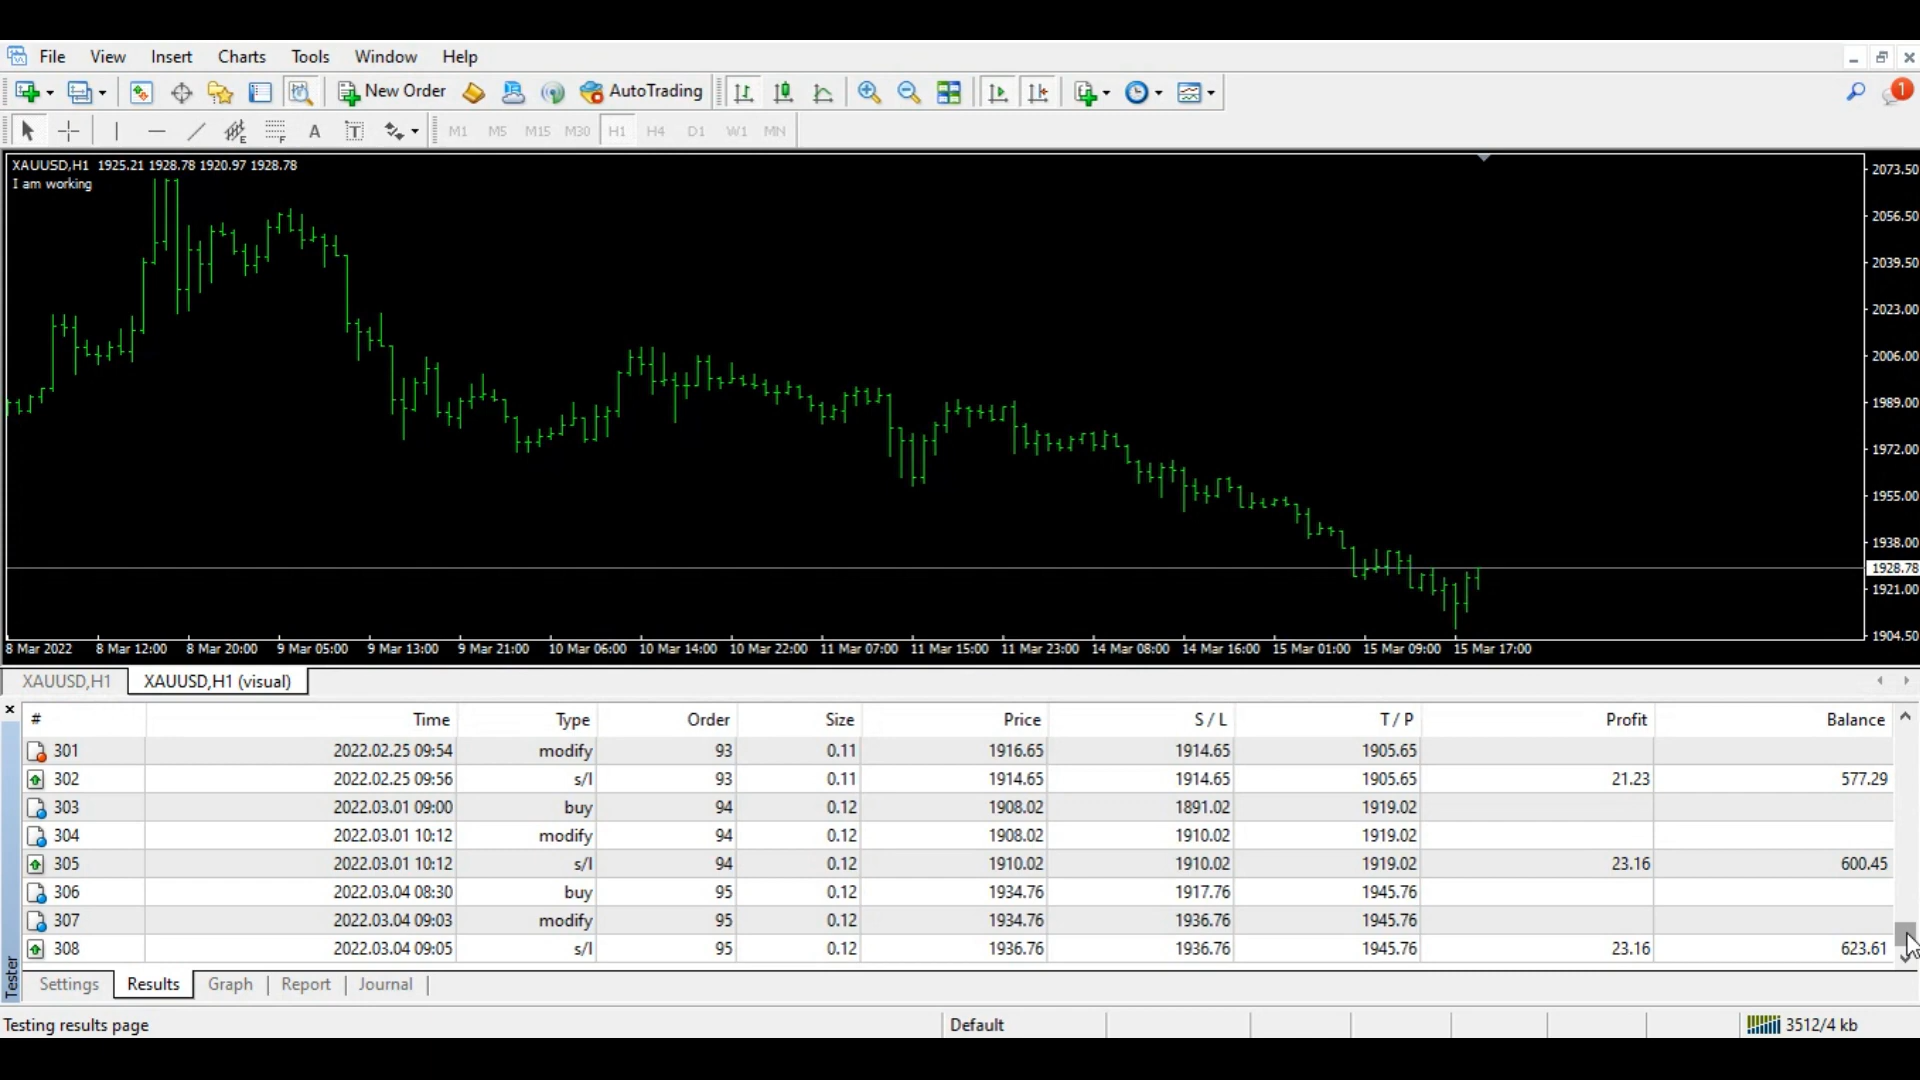 File View Insert Charts Tools Window Help
New Order AutoTrading 1
E F A T M1 M5 M15 M30 H1 H4 D1 W1 MN
XAUUSD,H1 1925.21 1928.78 1920.97 1928.78
I am working
2073.50
2056.50
2039.50
2023.00
2006.00
1989.00
1972.00
1955.00
1938.00
1928.78
1921.00
1904.50
8 Mar 2022 8 Mar 12:00 8 Mar 20:00 9 Mar 05:00 9 Mar 13:00 9 Mar 21:00 10 Mar 06:00 10 Mar 14:00 10 Mar 22:00 11 Mar 07:00 11 Mar 15:00 11 Mar 23:00 14 Mar 08:00 14 Mar 16:00 15 Mar 01:00 15 Mar 09:00 15 Mar 17:00
XAUUSD,H1 XAUUSD,H1 (visual)
# Time Type Order Size Price S / L T / P Profit Balance
301 2022.02.25 09:54 modify 93 0.11 1916.65 1914.65 1905.65
302 2022.02.25 09:56 s/l 93 0.11 1914.65 1914.65 1905.65 21.23 577.29
303 2022.03.01 09:00 buy 94 0.12 1908.02 1891.02 1919.02
304 2022.03.01 10:12 modify 94 0.12 1908.02 1910.02 1919.02
305 2022.03.01 10:12 s/l 94 0.12 1910.02 1910.02 1919.02 23.16 600.45
306 2022.03.04 08:30 buy 95 0.12 1934.76 1917.76 1945.76
307 2022.03.04 09:03 modify 95 0.12 1934.76 1936.76 1945.76
308 2022.03.04 09:05 s/l 95 0.12 1936.76 1936.76 1945.76 23.16 623.61
Tester
Settings Results Graph Report Journal
Testing results page Default 3512/4 kb